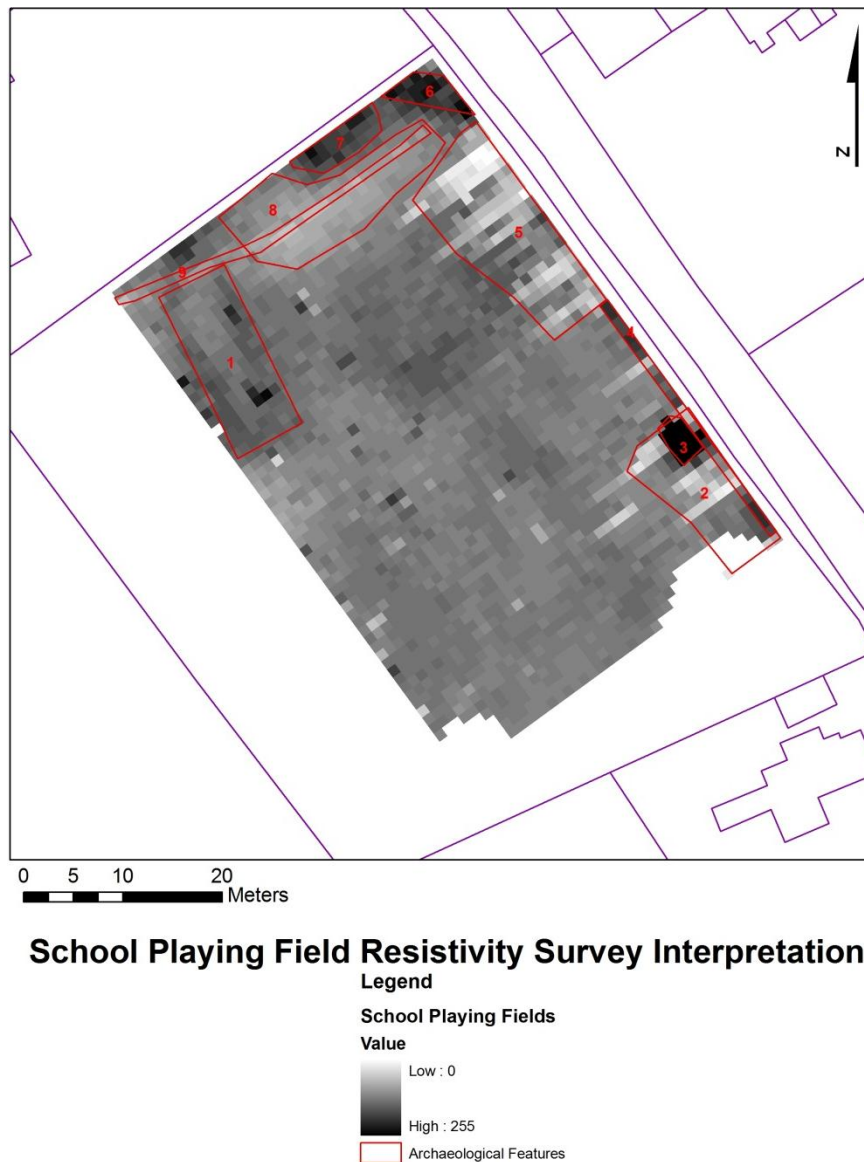 6
7
N
8
5
9
4
1
3
2
0 5 10 20
Meters
School Playing Field Resistivity Survey Interpretation
Legend
School Playing Fields
Value
Low : 0
High : 255
Archaeological Features